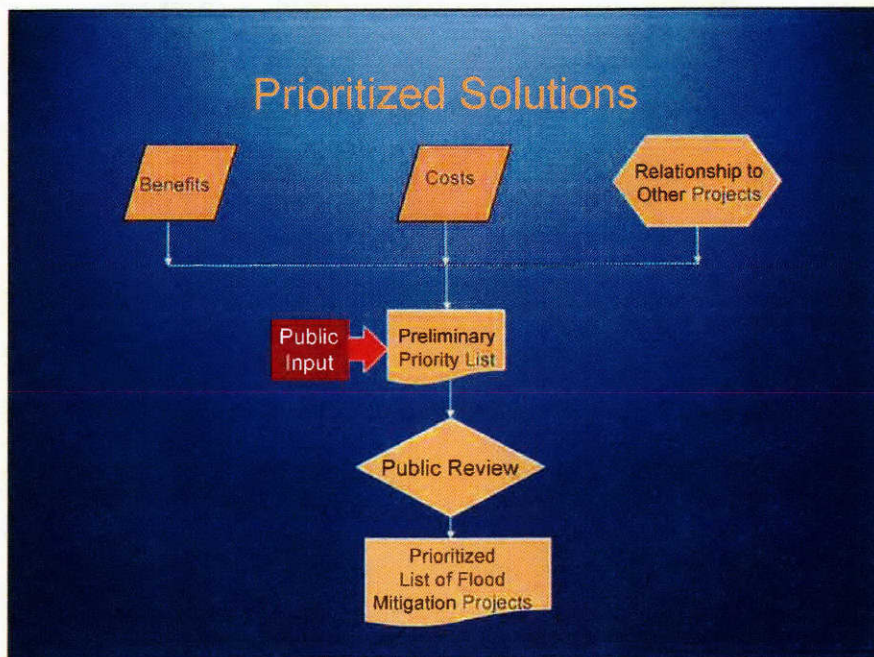 Prioritized Solutions
Benefits
Costs
Relationship to
Other Projects
Public
Input
Preliminary
Priority List
Public Review
Prioritized
List of Flood
Mitigation Projects